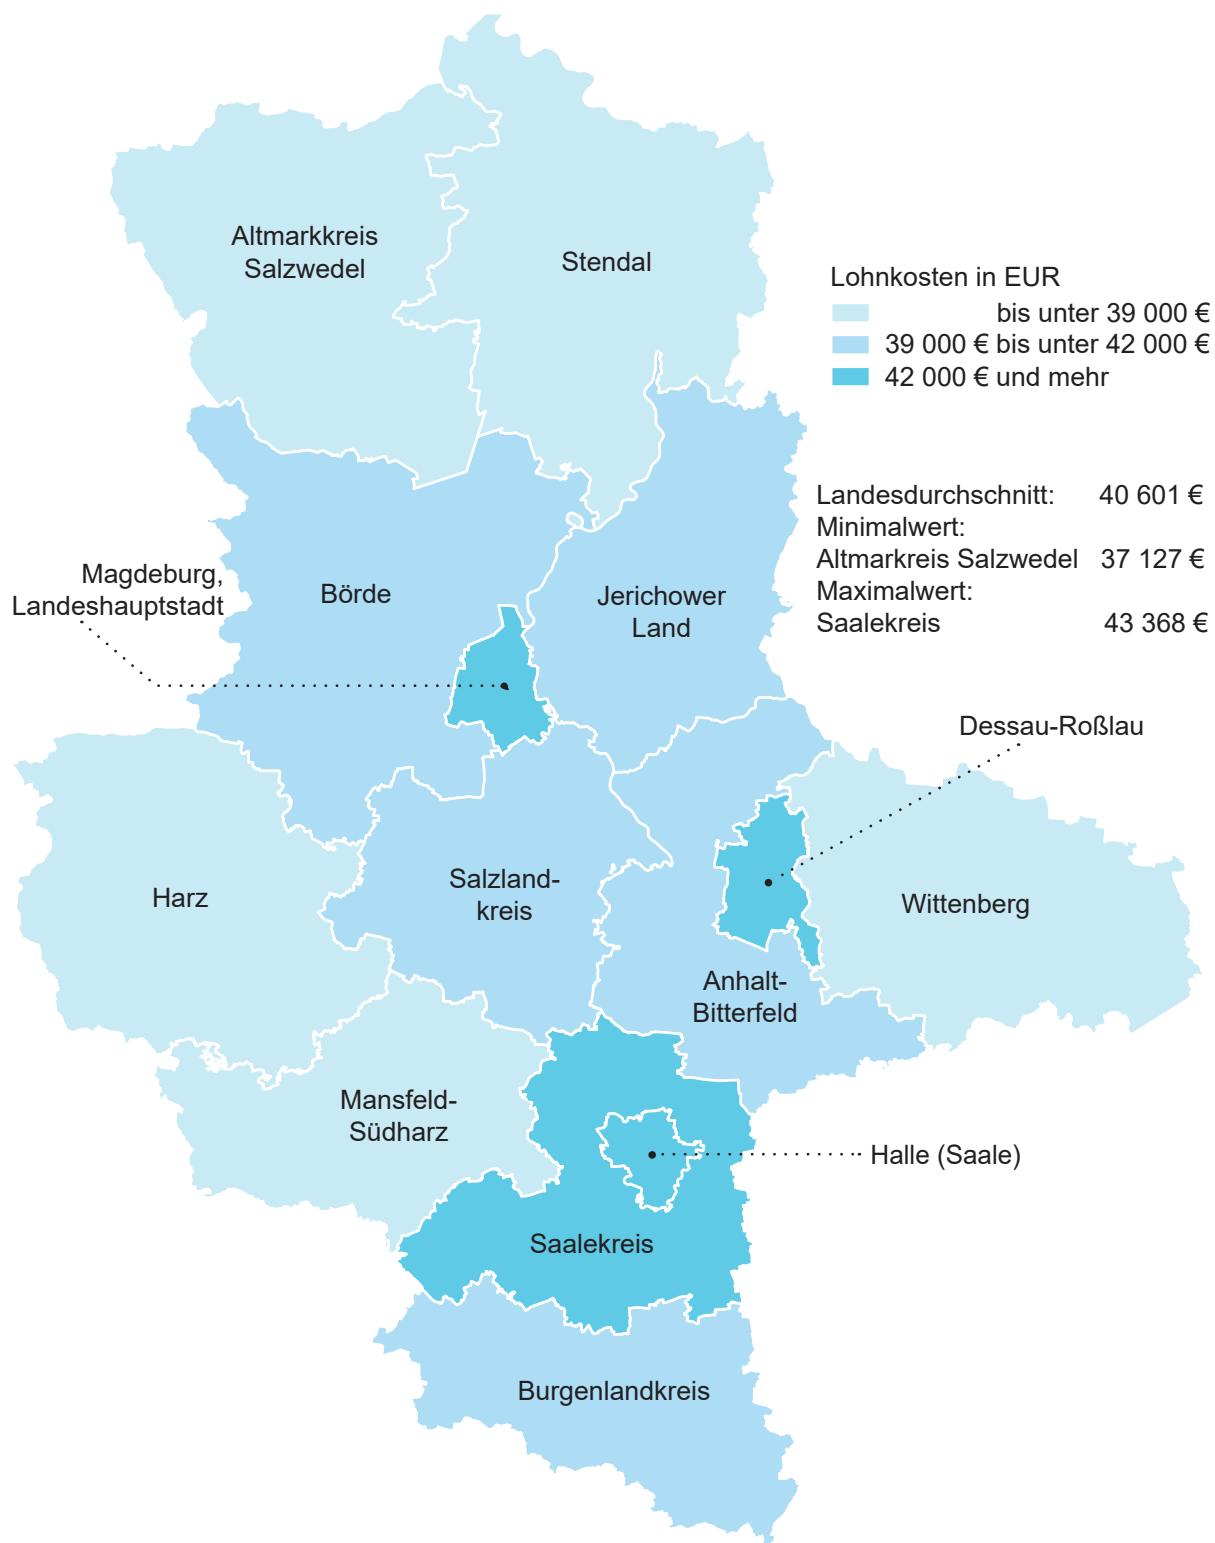 Altmarkkreis
Salzwedel
Stendal
Lohnkosten in EUR
bis unter 39 000 €
39 000 € bis unter 42 000 €
42 000 € und mehr
Landesdurchschnitt: 40 601 €
Minimalwert:
Altmarkreis Salzwedel 37 127 €
Maximalwert:
Saalekreis 43 368 €
Magdeburg,
Landeshauptstadt
Börde
Jerichower
Land
Dessau-Roßlau
Harz
Salzland-
kreis
Wittenberg
Anhalt-
Bitterfeld
Mansfeld-
Südharz
Halle (Saale)
Saalekreis
Burgenlandkreis